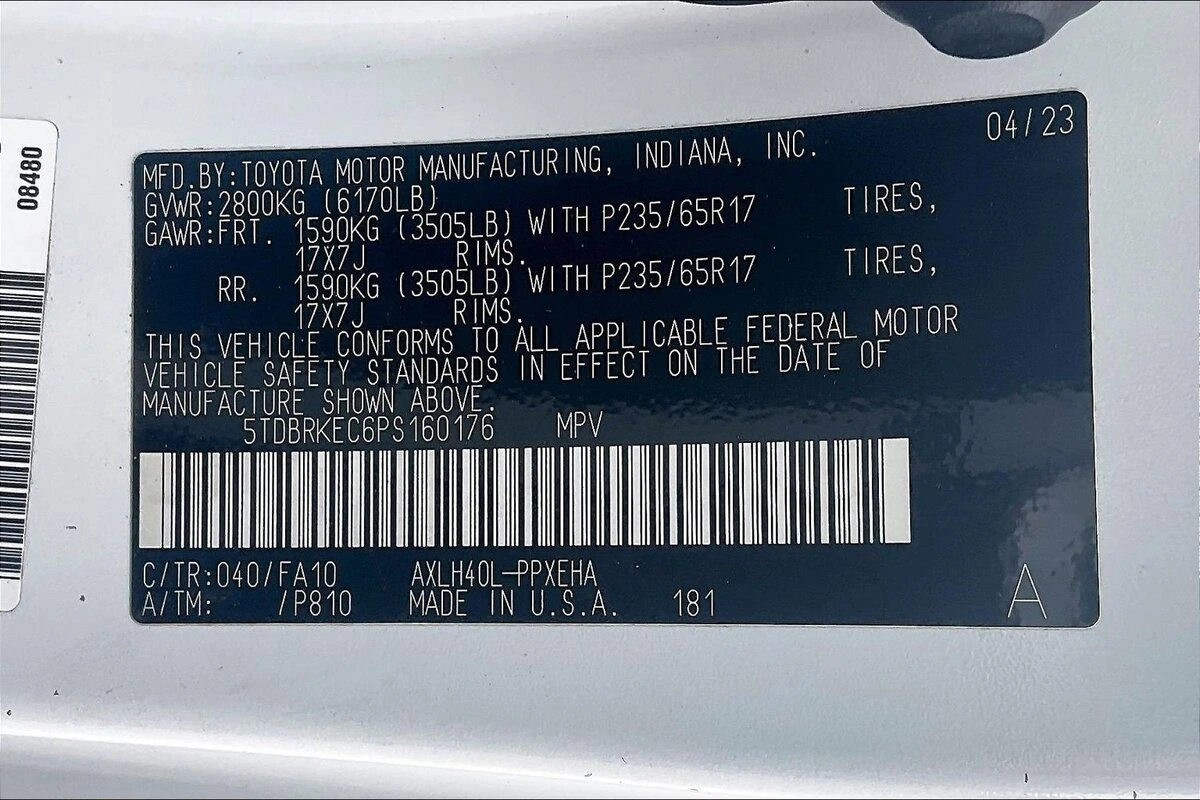 08480
04/23
MFD.BY:TOYOTA MOTOR MANUFACTURING, INDIANA, INC.
GVWR:2800KG (6170LB)
GAWR:FRT. 1590KG (3505LB) WITH P235/65R17 TIRES,
17X7J RIMS.
RR. 1590KG (3505LB) WITH P235/65R17 TIRES,
17X7J RIMS.
THIS VEHICLE CONFORMS TO ALL APPLICABLE FEDERAL MOTOR
VEHICLE SAFETY STANDARDS IN EFFECT ON THE DATE OF
MANUFACTURE SHOWN ABOVE.
5TDBRKEC6PS160176 MPV
C/TR:040/FA10 AXLH40L-PPXEHA
A/TM: /P810 MADE IN U.S.A. 181
A